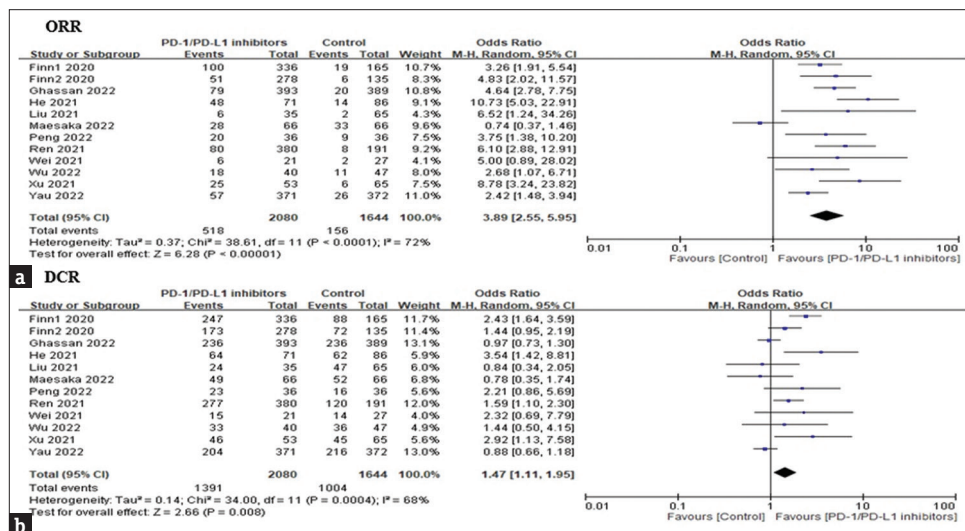 ORR
PD-1/PD-L1 inhibitors Control Odds Ratio Odds Ratio
Study or Subgroup Events Total Events Total Weight M-H, Random, 95% CI M-H, Random, 95% CI
Finn1 2020 100 336 19 165 10.7% 3.26 [1.91, 5.54]
Finn2 2020 51 278 6 135 8.3% 4.83 [2.02, 11.57]
Ghassan 2022 79 393 20 389 10.8% 4.64 [2.78, 7.75]
He 2021 48 71 14 86 9.1% 10.73 [5.03, 22.91]
Liu 2021 6 35 2 65 4.3% 6.52 [1.24, 34.26]
Maesaka 2022 28 66 33 66 9.6% 0.74 [0.37, 1.46]
Peng 2022 20 36 9 36 7.5% 3.75 [1.38, 10.20]
Ren 2021 80 380 8 191 9.2% 6.10 [2.88, 12.91]
Wei 2021 6 21 2 27 4.1% 5.00 [0.89, 28.02]
Wu 2022 18 40 11 47 8.0% 2.68 [1.07, 6.71]
Xu 2021 25 53 6 65 7.5% 8.78 [3.24, 23.82]
Yau 2022 57 371 26 372 11.0% 2.42 [1.48, 3.94]
Total (95% CI) 2080 1644 100.0% 3.89 [2.55, 5.95]
Total events 518 156
Heterogeneity: Tau² = 0.37; Chi² = 38.61, df = 11 (P < 0.0001); I² = 72%
Test for overall effect: Z = 6.28 (P < 0.00001)
0.01 0.1 1 10 100
Favours [Control] Favours [PD-1/PD-L1 inhibitors]
a
DCR
PD-1/PD-L1 inhibitors Control Odds Ratio Odds Ratio
Study or Subgroup Events Total Events Total Weight M-H, Random, 95% CI M-H, Random, 95% CI
Finn1 2020 247 336 88 165 11.7% 2.43 [1.64, 3.59]
Finn2 2020 173 278 72 135 11.4% 1.44 [0.95, 2.19]
Ghassan 2022 236 393 236 389 13.1% 0.97 [0.73, 1.30]
He 2021 64 71 62 86 5.9% 3.54 [1.42, 8.81]
Liu 2021 24 35 47 65 6.0% 0.84 [0.34, 2.05]
Maesaka 2022 49 66 52 66 6.9% 0.78 [0.35, 1.74]
Peng 2022 23 36 16 36 5.7% 2.21 [0.86, 5.69]
Ren 2021 277 380 120 191 12.0% 1.59 [1.10, 2.30]
Wei 2021 15 21 14 27 4.0% 2.32 [0.69, 7.79]
Wu 2022 33 40 36 47 4.8% 1.44 [0.50, 4.15]
Xu 2021 46 53 45 65 5.6% 2.92 [1.13, 7.58]
Yau 2022 204 371 216 372 13.0% 0.88 [0.66, 1.18]
Total (95% CI) 2080 1644 100.0% 1.47 [1.11, 1.95]
Total events 1391 1004
Heterogeneity: Tau² = 0.14; Chi² = 34.00, df = 11 (P = 0.0004); I² = 68%
Test for overall effect: Z = 2.66 (P = 0.008)
0.01 0.1 1 10 100
Favours [Control] Favours [PD-1/PD-L1 inhibitors]
b